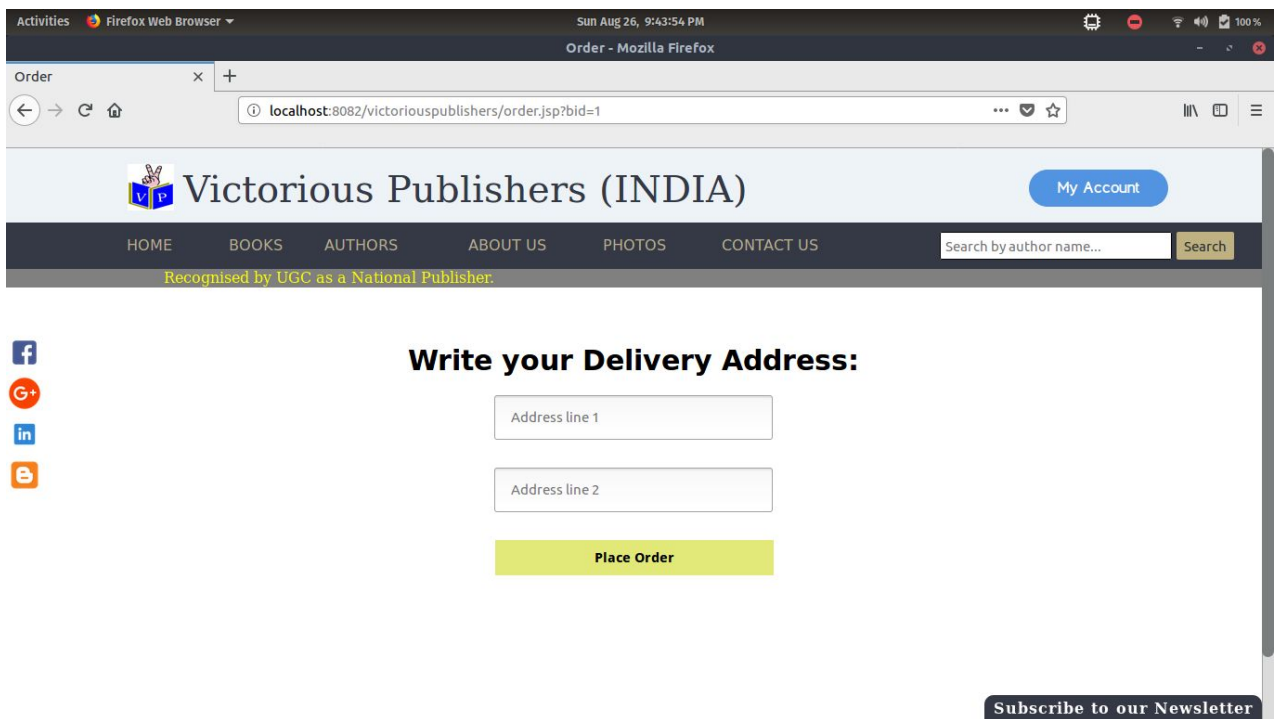 Activities Firefox Web Browser Sun Aug 26, 9:43:54 PM 100 %
Order - Mozilla Firefox
Order
localhost:8082/victoriouspublishers/order.jsp?bid=1
V P Victorious Publishers (INDIA) My Account
HOME BOOKS AUTHORS ABOUT US PHOTOS CONTACT US Search by author name... Search
Recognised by UGC as a National Publisher.
Write your Delivery Address:
Address line 1
Address line 2
Place Order
Subscribe to our Newsletter